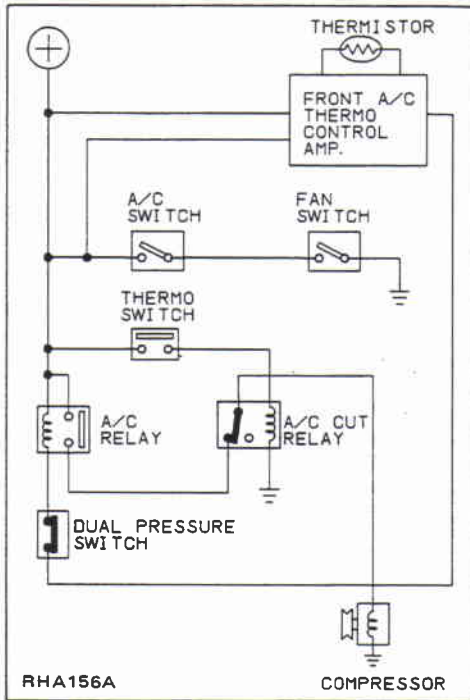 THERMISTOR
FRONT A/C
THERMO
CONTROL
AMP.
A/C
SWITCH
FAN
SWITCH
THERMO
SWITCH
A/C
RELAY
A/C CUT
RELAY
DUAL PRESSURE
SWITCH
RHA156A
COMPRESSOR